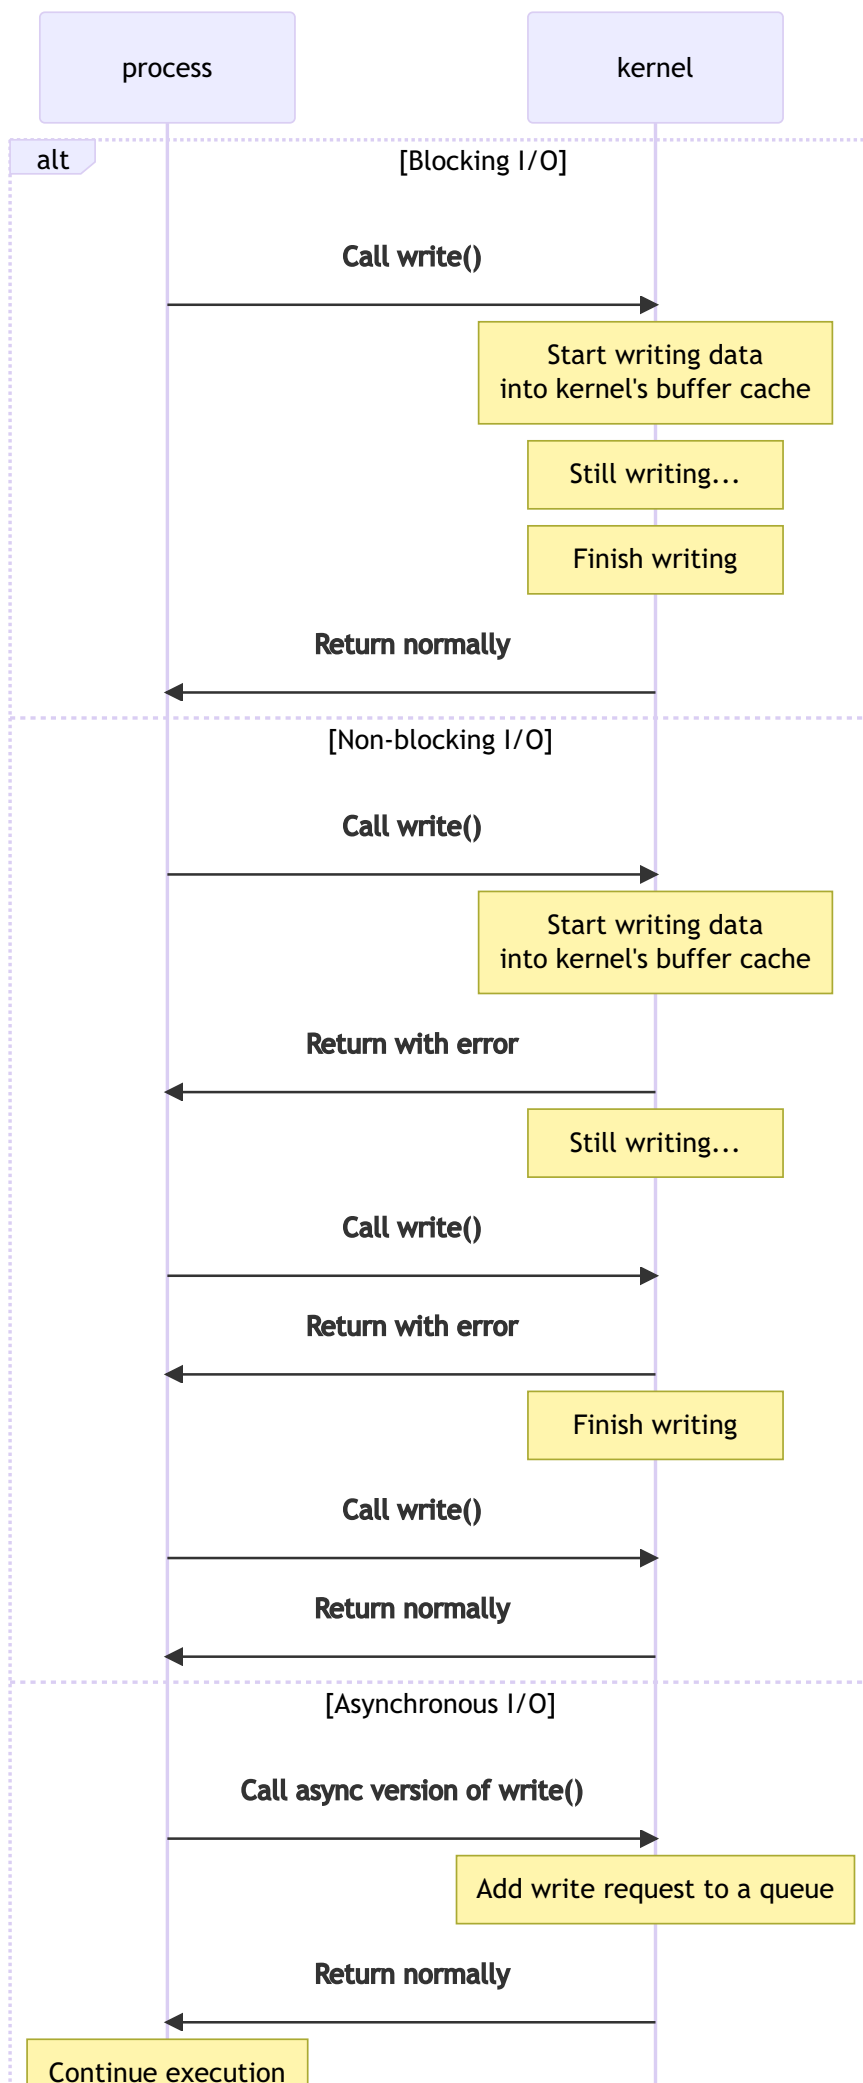 process
kernel
alt
[Blocking I/O]
Call write()
Start writing data
into kernel's buffer cache
Still writing...
Finish writing
Return normally
[Non-blocking I/O]
Call write()
Start writing data
into kernel's buffer cache
Return with error
Still writing...
Call write()
Return with error
Finish writing
Call write()
Return normally
[Asynchronous I/O]
Call async version of write()
Add write request to a queue
Return normally
Continue execution